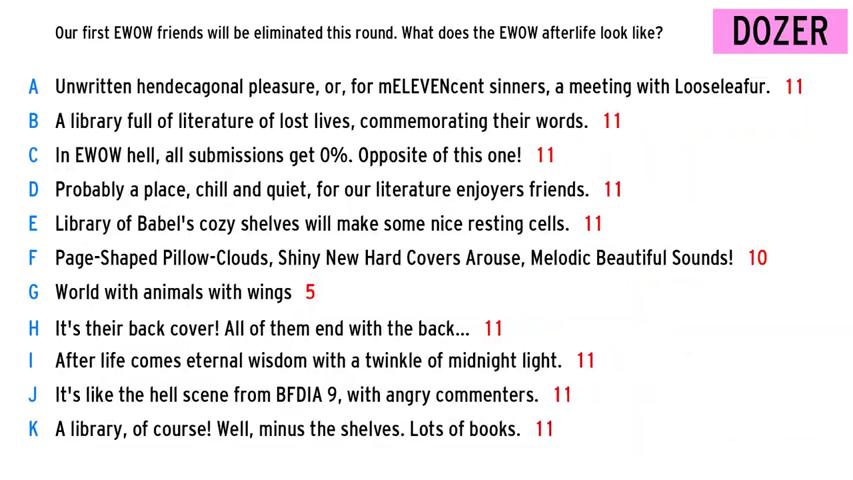 Our first EWOW friends will be eliminated this round. What does the EWOW afterlife look like?
DOZER
A Unwritten hendecagonal pleasure, or, for mELEVENcent sinners, a meeting with Looseleafur. 11
B A library full of literature of lost lives, commemorating their words. 11
C In EWOW hell, all submissions get 0%. Opposite of this one! 11
D Probably a place, chill and quiet, for our literature enjoyers friends. 11
E Library of Babel's cozy shelves will make some nice resting cells. 11
F Page-Shaped Pillow-Clouds, Shiny New Hard Covers Arouse, Melodic Beautiful Sounds! 10
G World with animals with wings 5
H It's their back cover! All of them end with the back... 11
I After life comes eternal wisdom with a twinkle of midnight light. 11
J It's like the hell scene from BFDIA 9, with angry commenters. 11
K A library, of course! Well, minus the shelves. Lots of books. 11